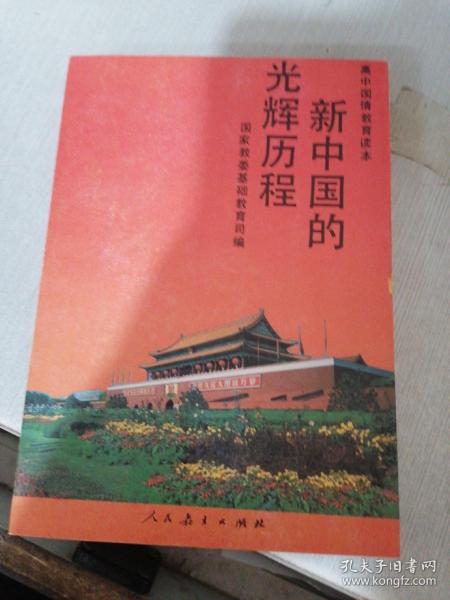 高中国情教育读本
新中国的
光辉历程
国家教委基础教育司编
人民教育出版社
孔夫子旧书网
www.kongfz.com